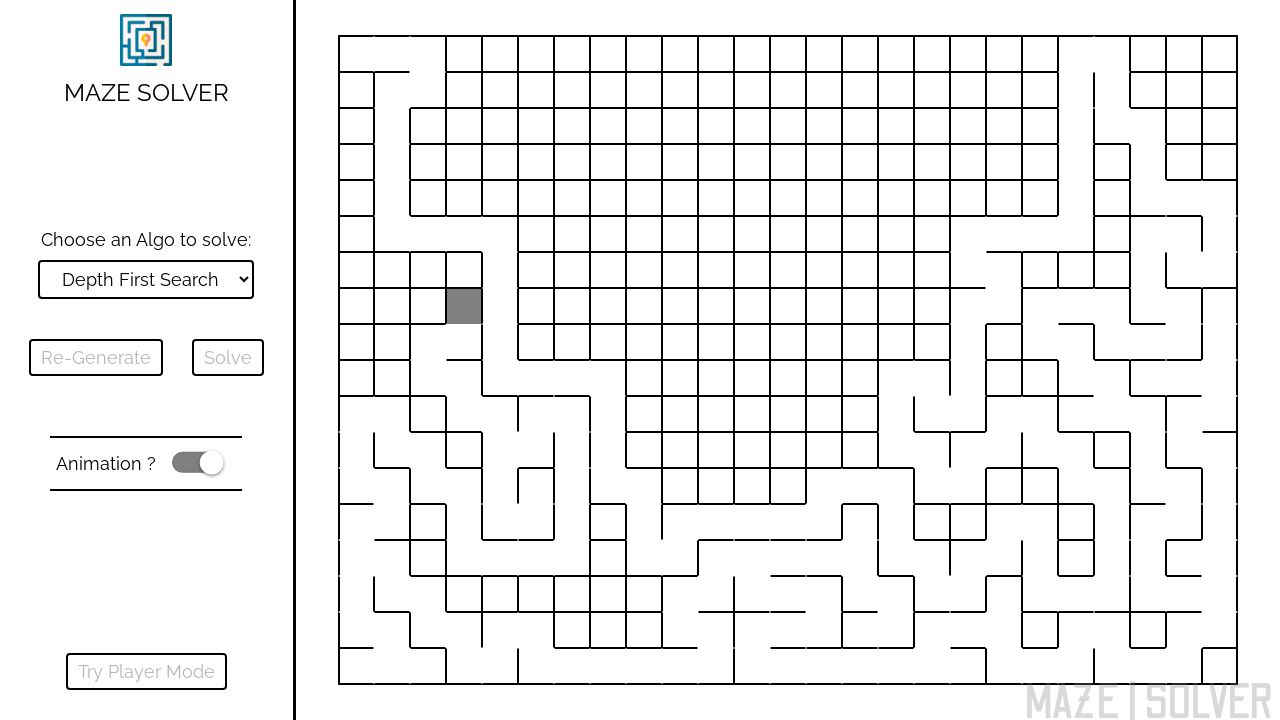 MAZE SOLVER
Choose an Algo to solve:
Depth First Search
Re-Generate
Solve
Animation ?
Try Player Mode
MAZE | SOLVER